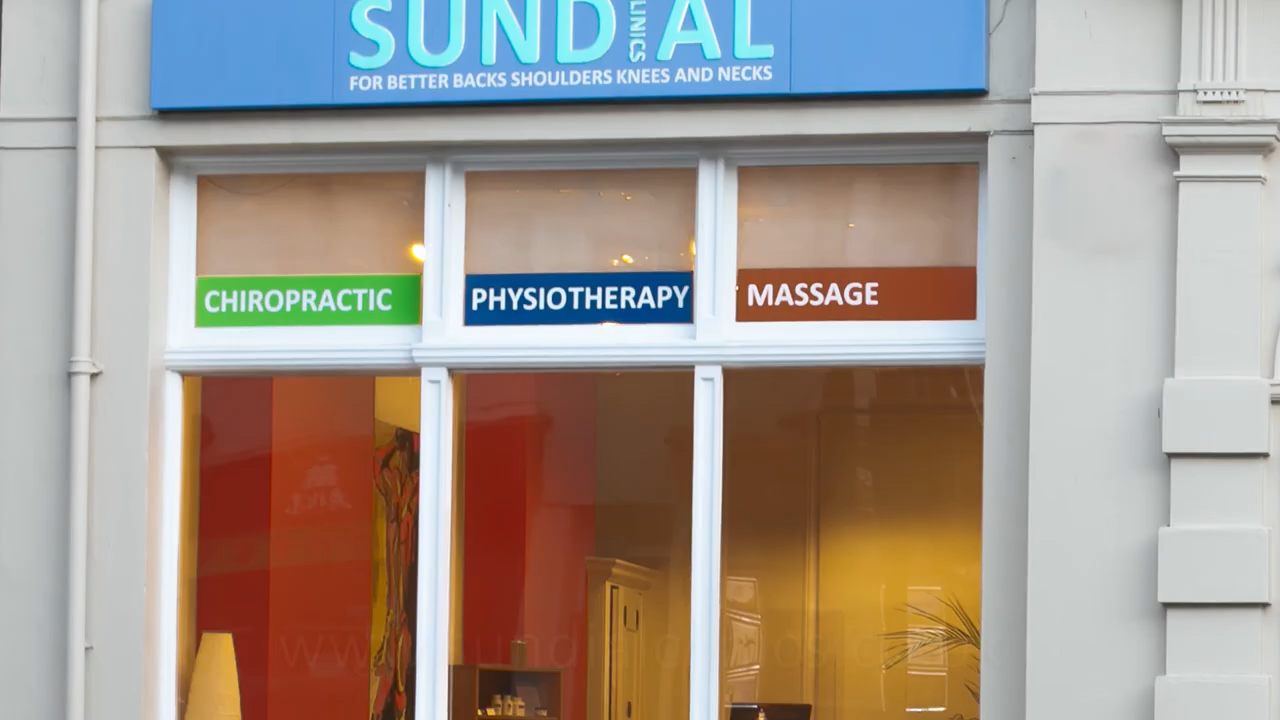 SUNDIAL
CLINICS
FOR BETTER BACKS SHOULDERS KNEES AND NECKS
CHIROPRACTIC
PHYSIOTHERAPY
MASSAGE